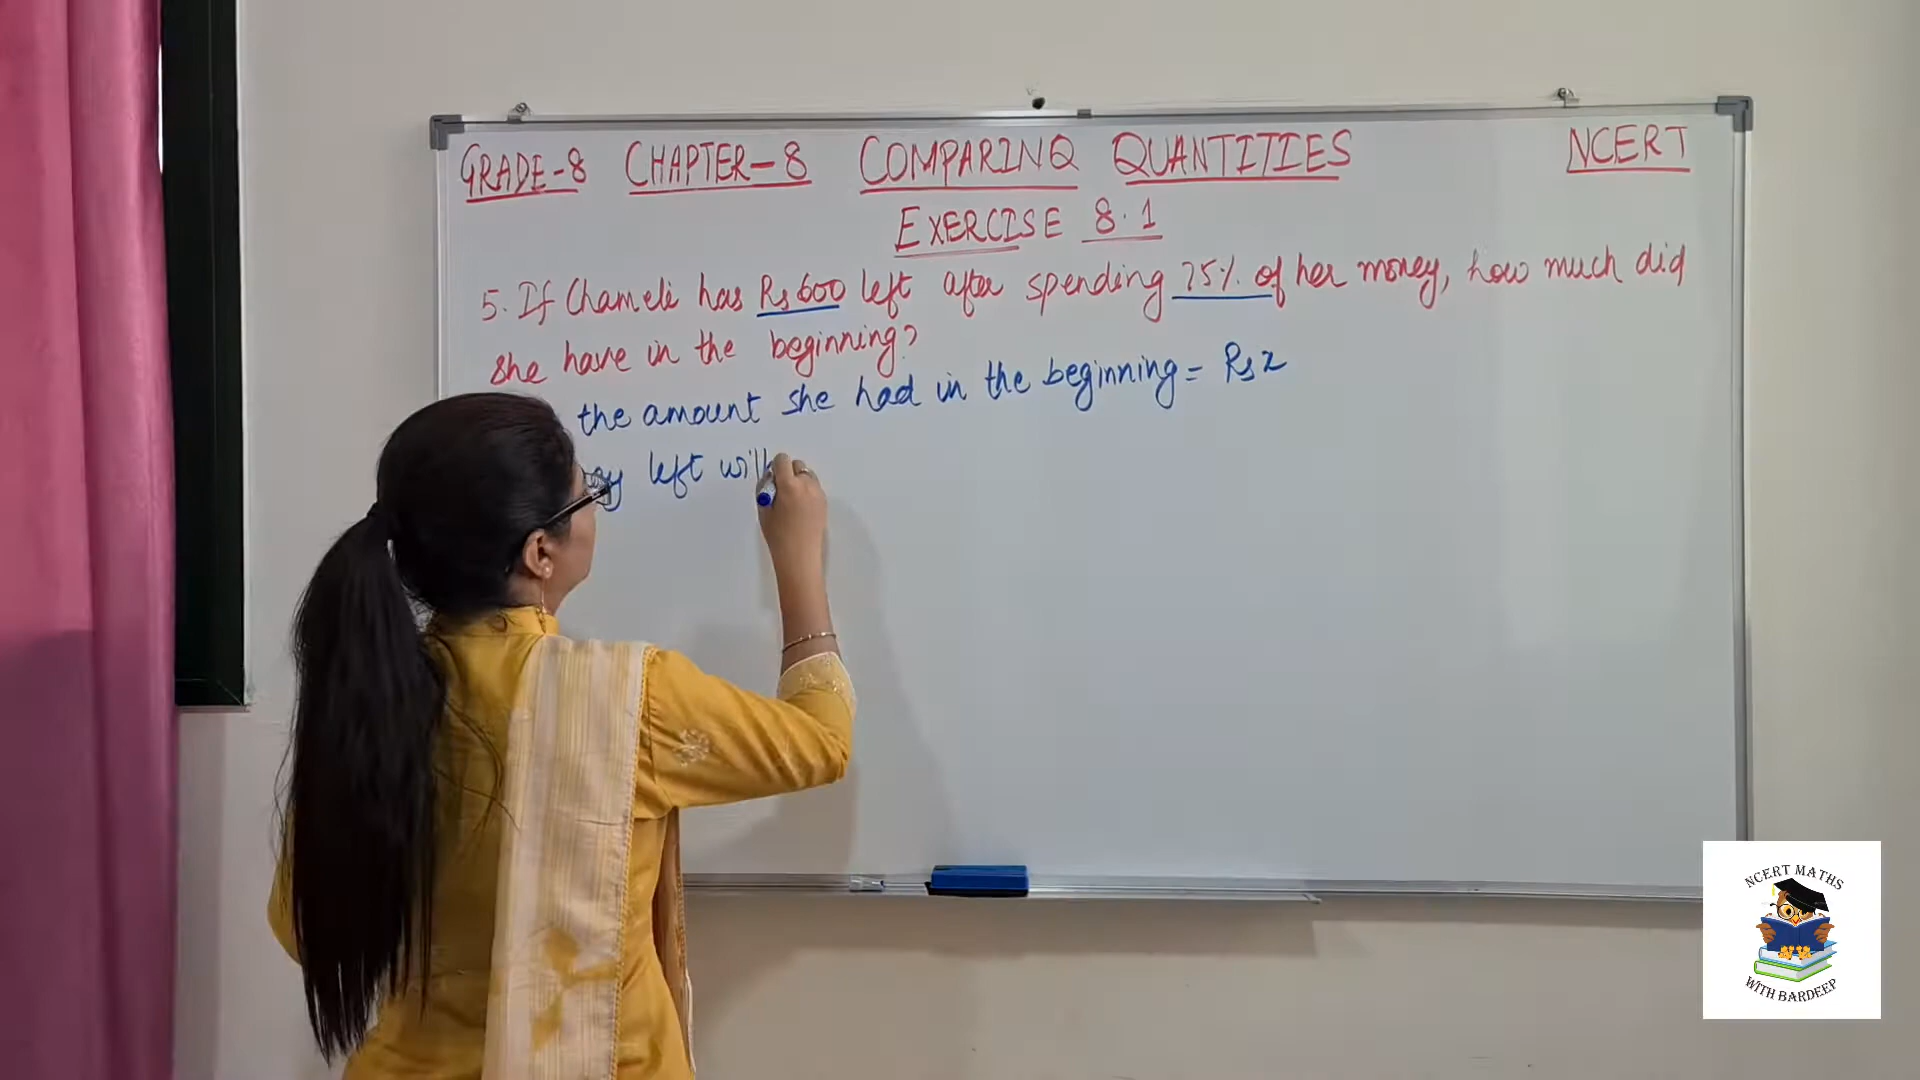 GRADE-8 CHAPTER-8 COMPARING QUANTITIES NCERT
EXERCISE 8.1
5. If Chameli has Rs 600 left after spending 75% of her money, how much did
she have in the beginning?
the amount she had in the beginning = Rs x
left will
NCERT MATHS
WITH BARDEEP